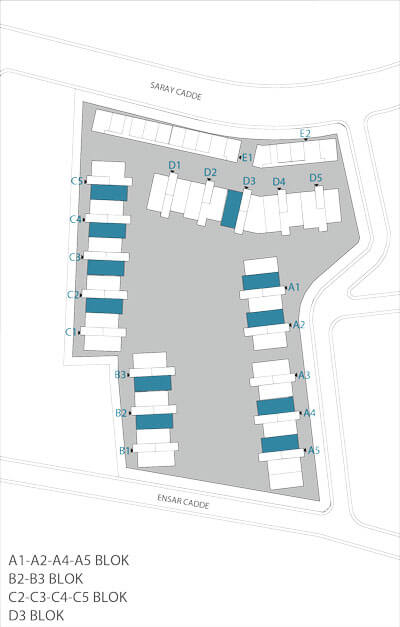 SARAY CADDE
E2
E1
D1
D2
D3
D4
D5
C5
C4
C3
C2
C1
A1
A2
B3
A3
B2
A4
B1
A5
ENSAR CADDE
A1-A2-A4-A5 BLOK
B2-B3 BLOK
C2-C3-C4-C5 BLOK
D3 BLOK